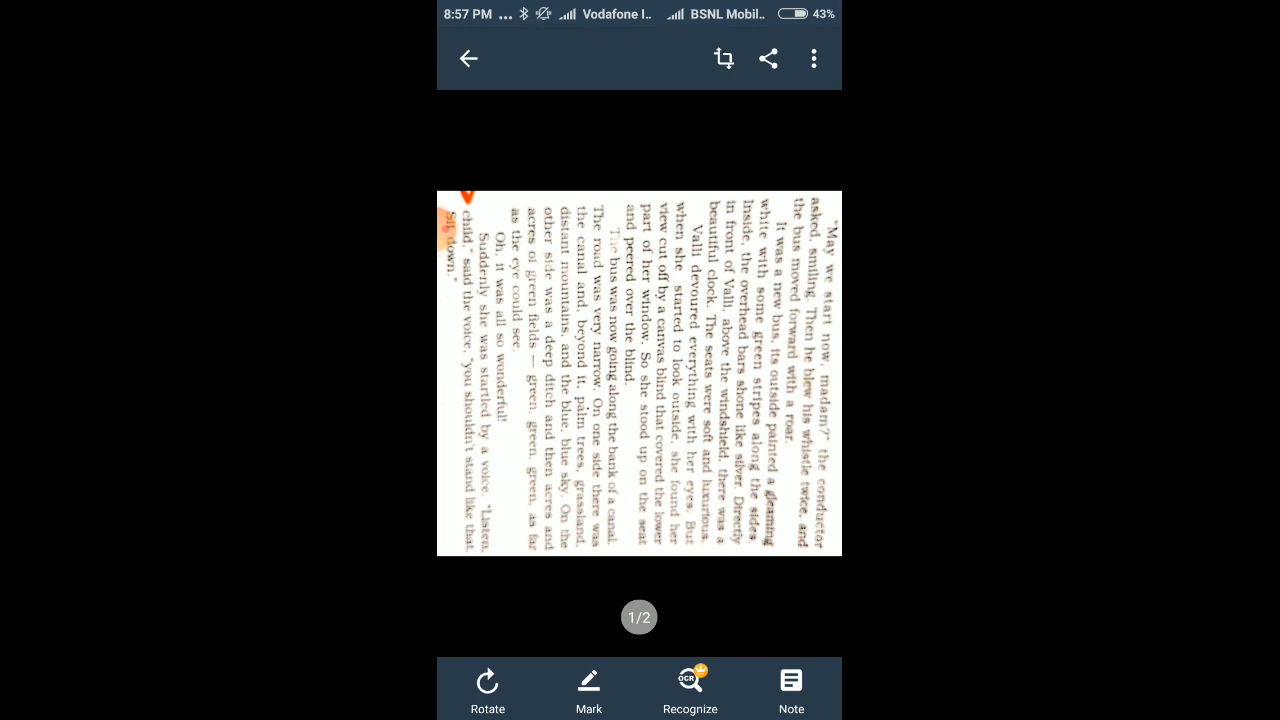 8:57 PM ... Vodafone I.. BSNL Mobil.. 43%
"May we start now, madam?" the conductor
asked, smiling. Then he blew his whistle twice, and
the bus moved forward with a roar.
It was a new bus, its outside painted a gleaming
white with some green stripes along the sides.
Inside, the overhead bars shone like silver. Directly
in front of Valli, above the windshield, there was a
beautiful clock. The seats were soft and luxurious.
Valli devoured everything with her eyes. But
when she started to look outside, she found her
view cut off by a canvas blind that covered the lower
part of her window. So she stood up on the seat
and peered over the blind.
The bus was now going along the bank of a canal.
The road was very narrow. On one side there was
the canal and, beyond it, palm trees, grassland,
distant mountains, and the blue, blue sky. On the
other side was a deep ditch and then acres and
acres of green fields — green, green, green, as far
as the eye could see.
Oh, it was all so wonderful!
Suddenly she was startled by a voice. "Listen,
child," said the voice, "you shouldn't stand like that.
Sit down."
1/2
Rotate Mark OCR Recognize Note